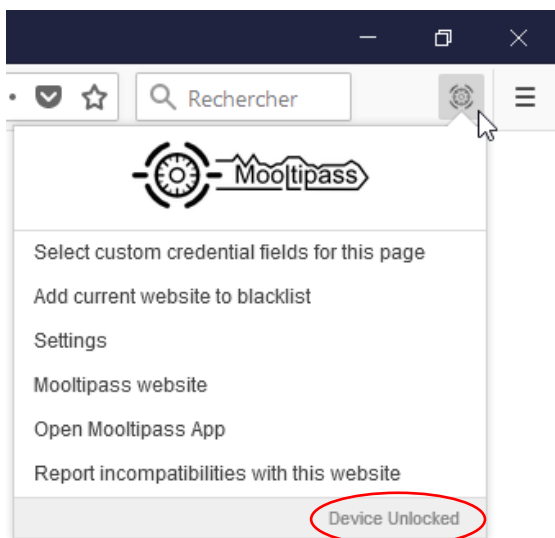 Rechercher
Mooltipass
Select custom credential fields for this page
Add current website to blacklist
Settings
Mooltipass website
Open Mooltipass App
Report incompatibilities with this website
Device Unlocked